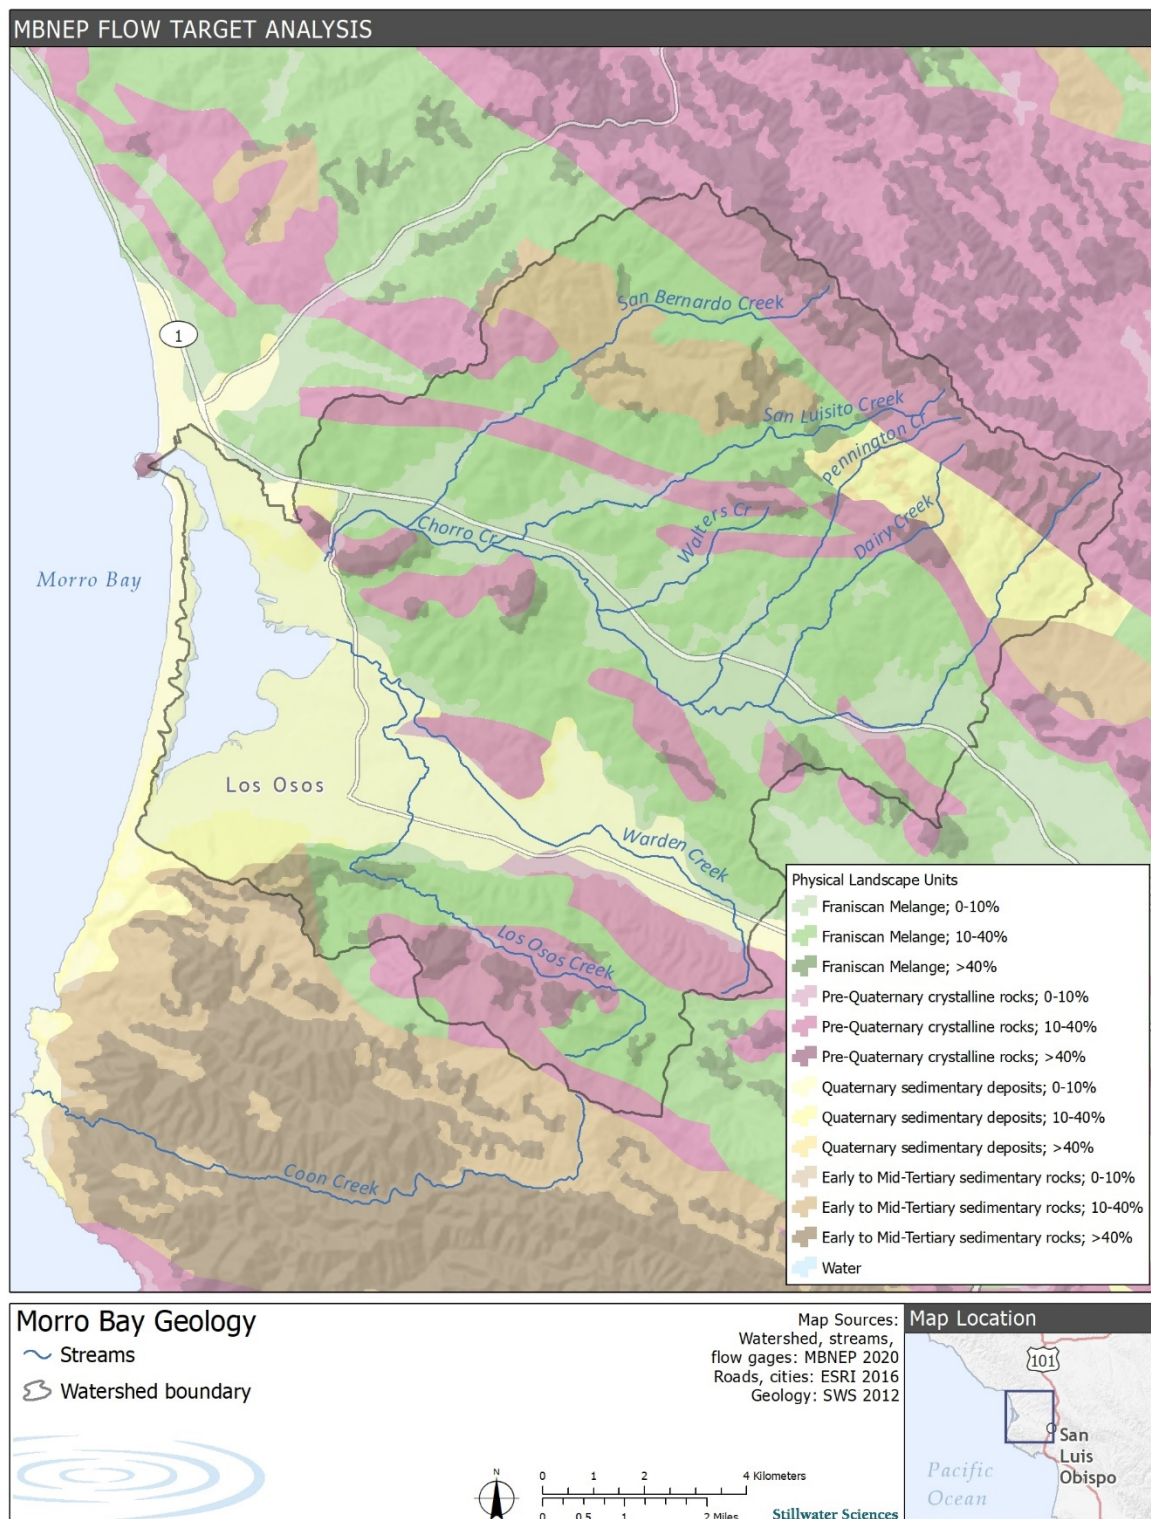 MBNEP FLOW TARGET ANALYSIS
San Bernardo Creek
1
San Luisito Creek
Pennington Cr
Walters Cr
Dairy Creek
Chorro Cr
Morro Bay
Los Osos
Warden Creek
Los Osos Creek
Coon Creek
Physical Landscape Units
Franiscan Melange; 0-10%
Franiscan Melange; 10-40%
Franiscan Melange; >40%
Pre-Quaternary crystalline rocks; 0-10%
Pre-Quaternary crystalline rocks; 10-40%
Pre-Quaternary crystalline rocks; >40%
Quaternary sedimentary deposits; 0-10%
Quaternary sedimentary deposits; 10-40%
Quaternary sedimentary deposits; >40%
Early to Mid-Tertiary sedimentary rocks; 0-10%
Early to Mid-Tertiary sedimentary rocks; 10-40%
Early to Mid-Tertiary sedimentary rocks; >40%
Water
Morro Bay Geology
Streams
Watershed boundary
Map Sources:
Watershed, streams,
flow gages: MBNEP 2020
Roads, cities: ESRI 2016
Geology: SWS 2012
N
0 1 2 4 Kilometers
0 0.5 1 2 Miles
Stillwater Sciences
Map Location
101
San
Luis
Obispo
Pacific
Ocean